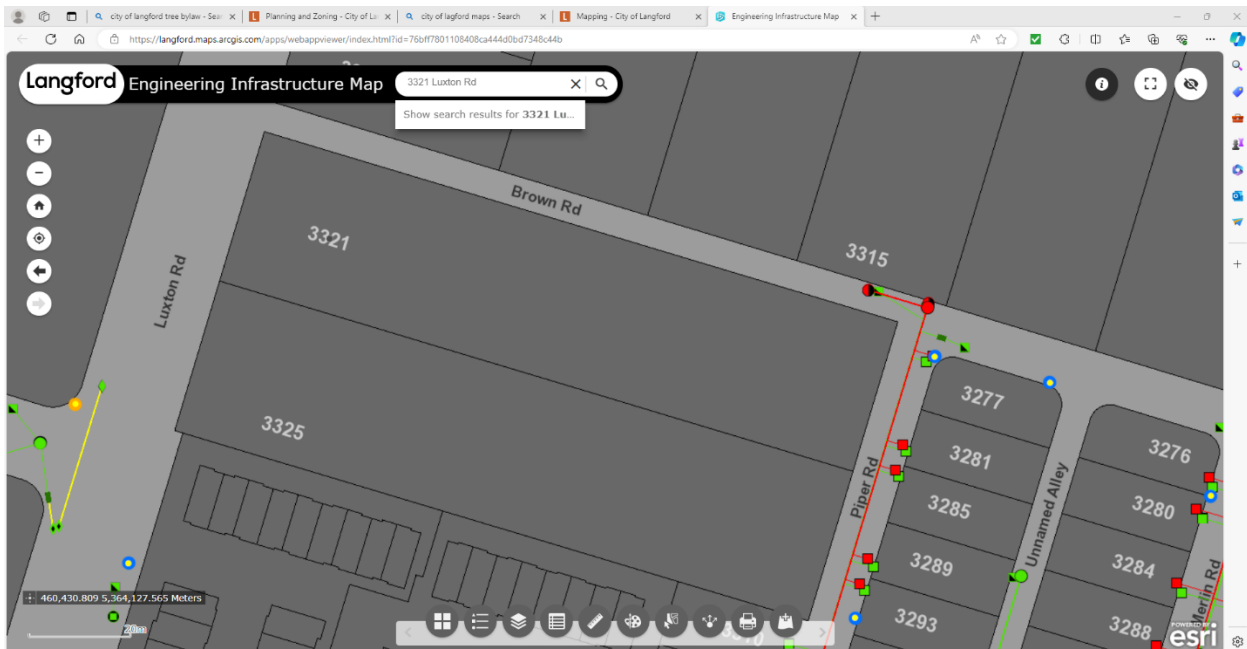 city of langford tree bylaw - Sear
Planning and Zoning - City of La
city of lagford maps - Search
Mapping - City of Langford
Engineering Infrastructure Map
https://langford.maps.arcgis.com/apps/webappviewer/index.html?id=76bff7801108408ca444d0bd7348c44b
Langford Engineering Infrastructure Map
3321 Luxton Rd
Show search results for 3321 Lu...
Brown Rd
3321
3315
Luxton Rd
3277
3325
3276
3281
Piper Rd
Unnamed Alley
3285
3280
3289
3284
Merlin Rd
3293
3288
460,430.809 5,364,127.565 Meters
20m
POWERED BY
esri